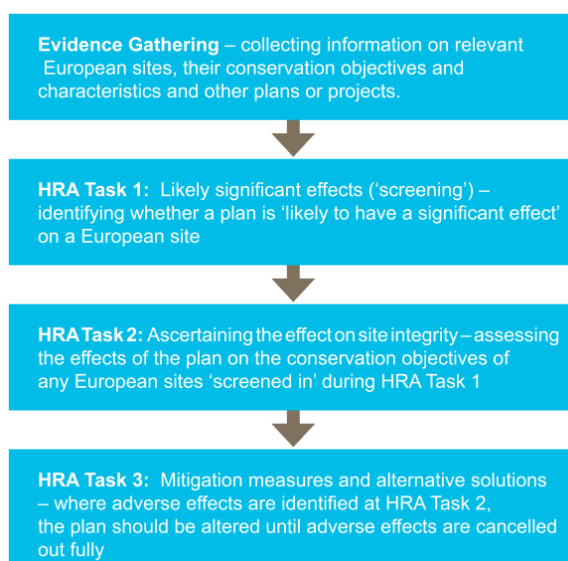 Evidence Gathering – collecting information on relevant
European sites, their conservation objectives and
characteristics and other plans or projects.
HRA Task 1: Likely significant effects (‘screening’) –
identifying whether a plan is ‘likely to have a significant effect’
on a European site
HRA Task 2: Ascertaining the effect on site integrity – assessing
the effects of the plan on the conservation objectives of
any European sites ‘screened in’ during HRA Task 1
HRA Task 3: Mitigation measures and alternative solutions
– where adverse effects are identified at HRA Task 2,
the plan should be altered until adverse effects are cancelled
out fully